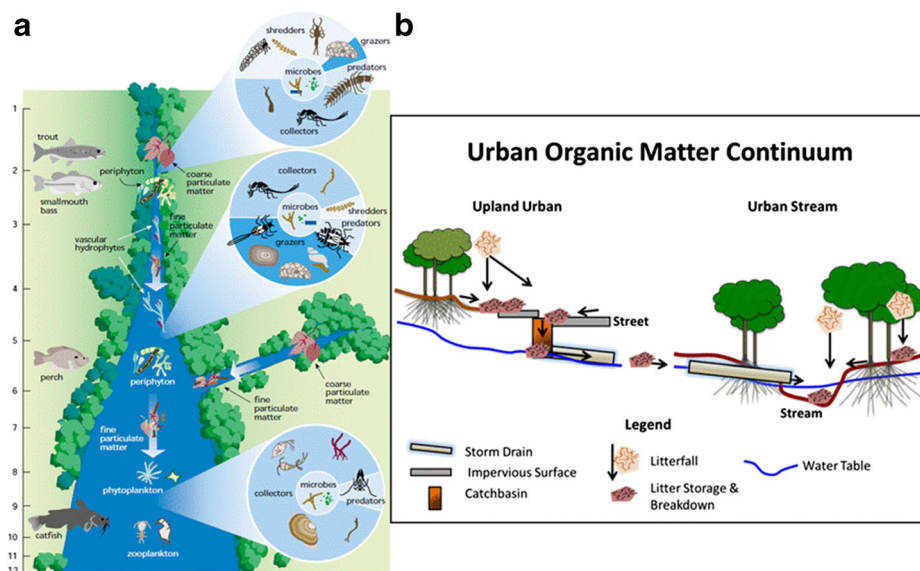 a
1
2
3
4
5
6
7
8
9
10
11
12
trout
smallmouth
bass
periphyton
coarse
particulate
matter
fine
particulate
matter
vascular
hydrophytes
perch
periphyton
fine
particulate
matter
coarse
particulate
matter
fine
particulate
matter
phytoplankton
catfish
zooplankton
shredders
grazers
microbes
predators
collectors
collectors
microbes
shredders
predators
grazers
collectors
microbes
predators
b
Urban Organic Matter Continuum
Upland Urban
Urban Stream
Street
Stream
Legend
Storm Drain
Impervious Surface
Catchbasin
Litterfall
Litter Storage &
Breakdown
Water Table